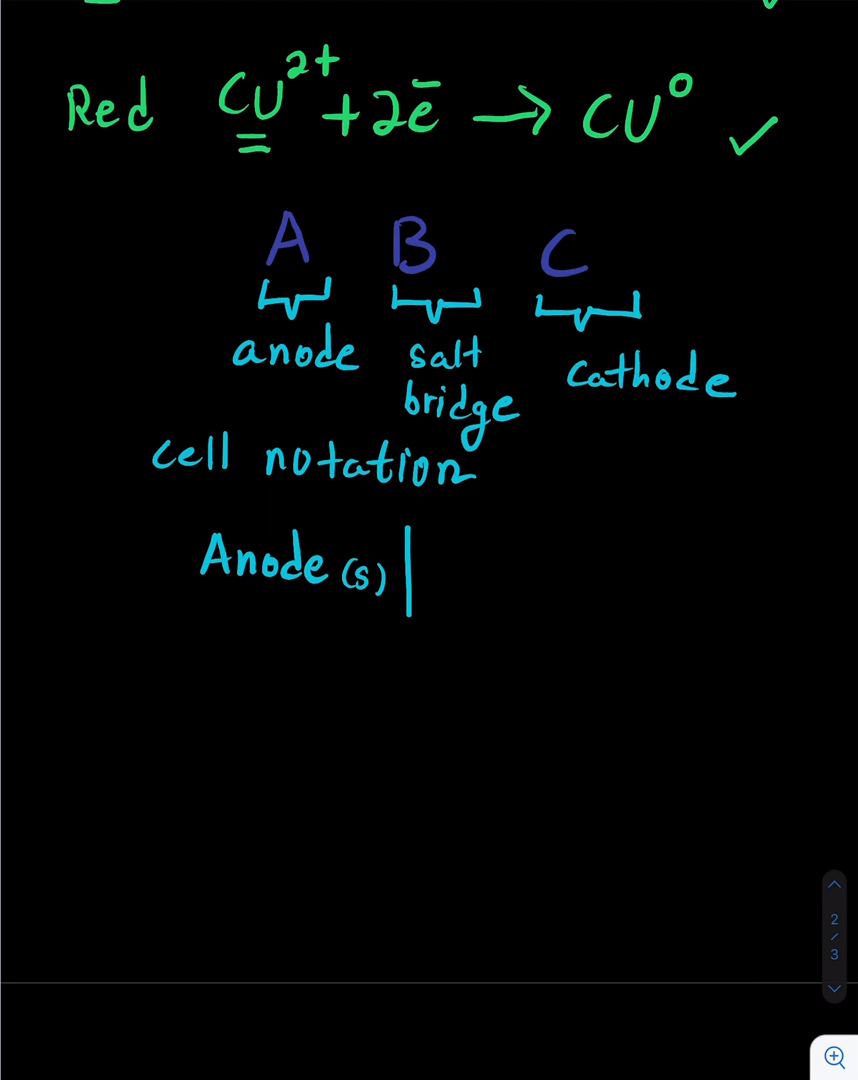 Red Cu²⁺ + 2e⁻ → Cu⁰ ✓
A B C
anode salt bridge cathode
cell notation
Anode (s) |
2
/
3